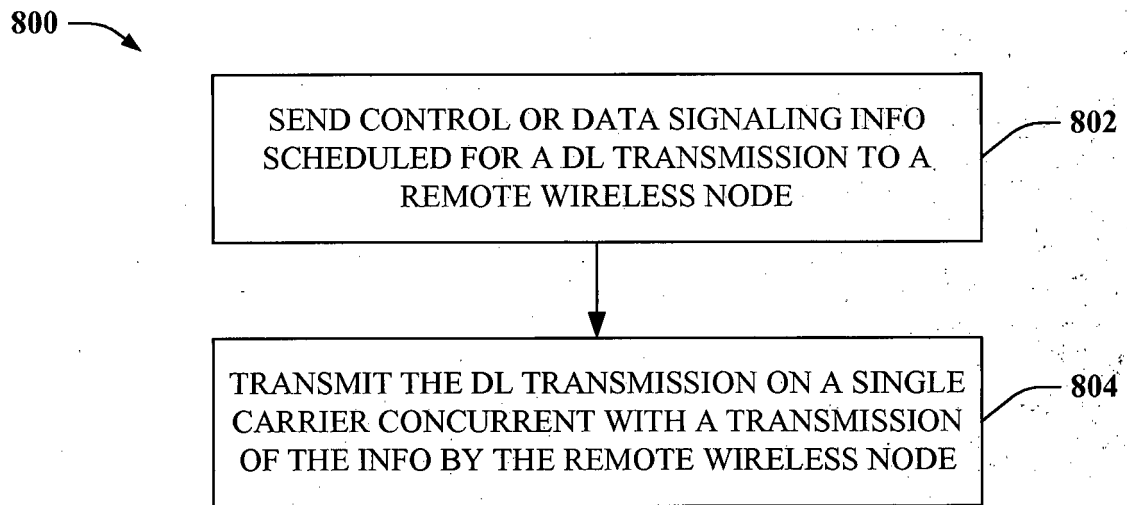 800
SEND CONTROL OR DATA SIGNALING INFO
SCHEDULED FOR A DL TRANSMISSION TO A
REMOTE WIRELESS NODE
802
TRANSMIT THE DL TRANSMISSION ON A SINGLE
CARRIER CONCURRENT WITH A TRANSMISSION
OF THE INFO BY THE REMOTE WIRELESS NODE
804